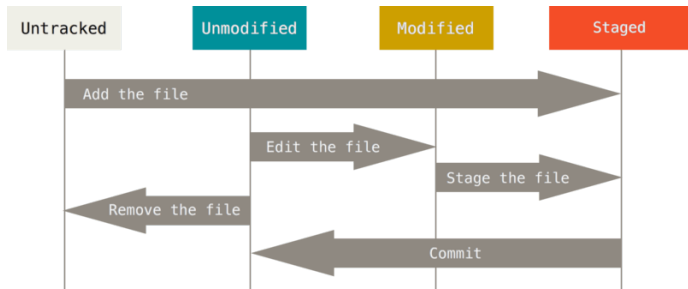 Untracked
Unmodified
Modified
Staged
Add the file
Edit the file
Stage the file
Remove the file
Commit